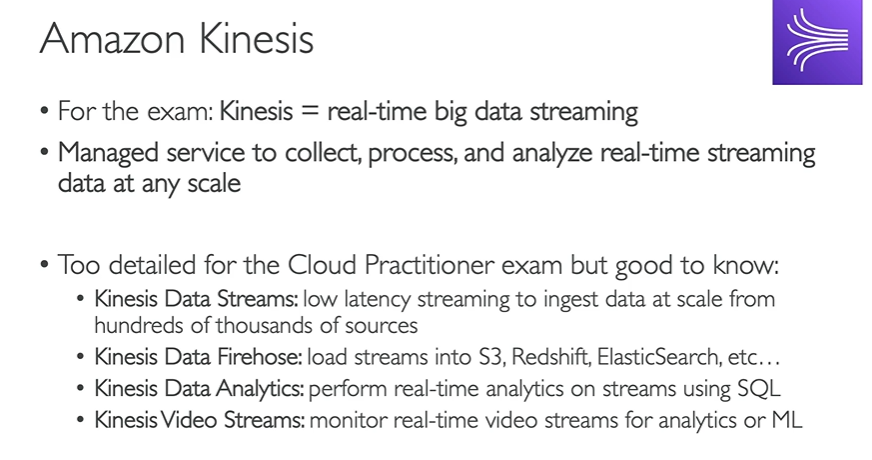 Amazon Kinesis
• For the exam: Kinesis = real-time big data streaming
• Managed service to collect, process, and analyze real-time streaming
data at any scale
• Too detailed for the Cloud Practitioner exam but good to know:
• Kinesis Data Streams: low latency streaming to ingest data at scale from
hundreds of thousands of sources
• Kinesis Data Firehose: load streams into S3, Redshift, ElasticSearch, etc…
• Kinesis Data Analytics: perform real-time analytics on streams using SQL
• Kinesis Video Streams: monitor real-time video streams for analytics or ML